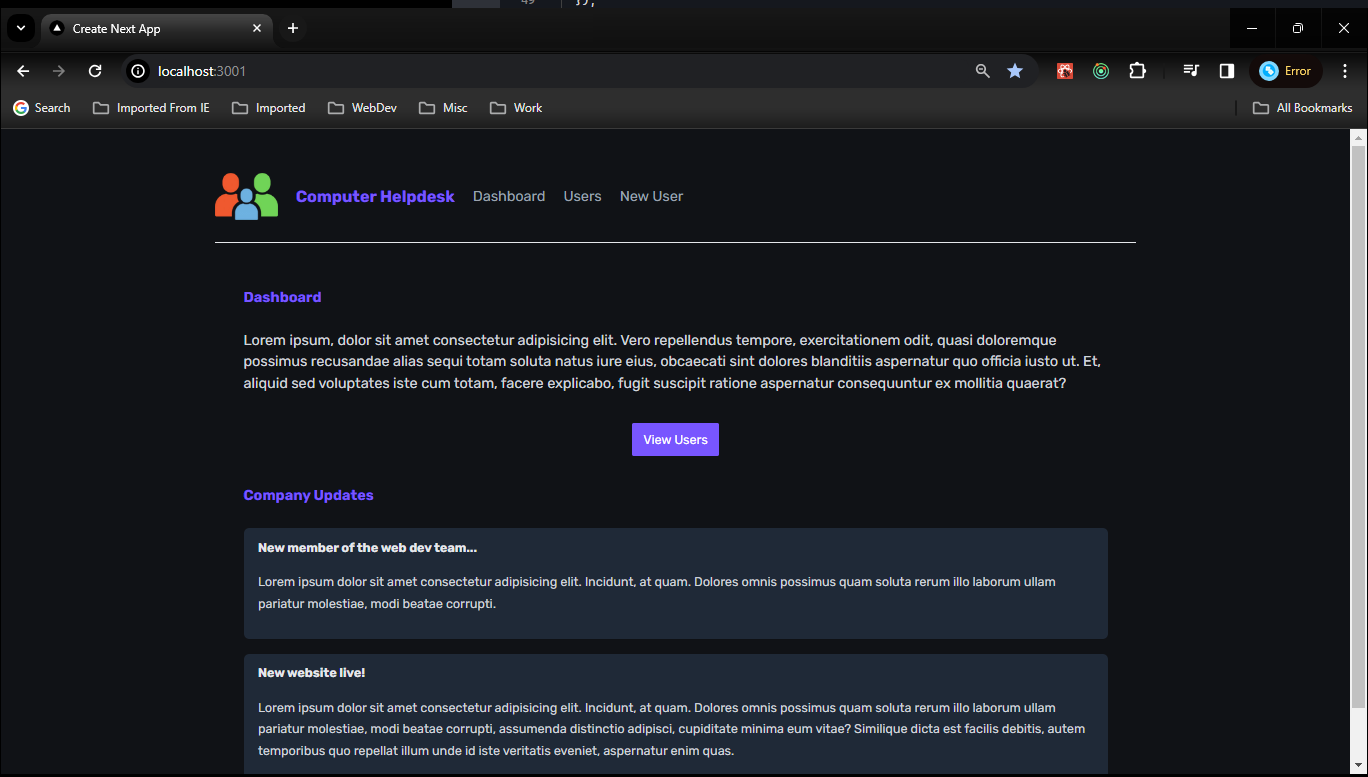 49 });
Create Next App
localhost:3001
Error
Search Imported From IE Imported WebDev Misc Work All Bookmarks
Computer Helpdesk Dashboard Users New User
Dashboard
Lorem ipsum, dolor sit amet consectetur adipisicing elit. Vero repellendus tempore, exercitationem odit, quasi doloremque
possimus recusandae alias sequi totam soluta natus iure eius, obcaecati sint dolores blanditiis aspernatur quo officia iusto ut. Et,
aliquid sed voluptates iste cum totam, facere explicabo, fugit suscipit ratione aspernatur consequuntur ex mollitia quaerat?
View Users
Company Updates
New member of the web dev team...
Lorem ipsum dolor sit amet consectetur adipisicing elit. Incidunt, at quam. Dolores omnis possimus quam soluta rerum illo laborum ullam
pariatur molestiae, modi beatae corrupti.
New website live!
Lorem ipsum dolor sit amet consectetur adipisicing elit. Incidunt, at quam. Dolores omnis possimus quam soluta rerum illo laborum ullam
pariatur molestiae, modi beatae corrupti, assumenda distinctio adipisci, cupiditate minima eum vitae? Similique dicta est facilis debitis, autem
temporibus quo repellat illum unde id iste veritatis eveniet, aspernatur enim quas.